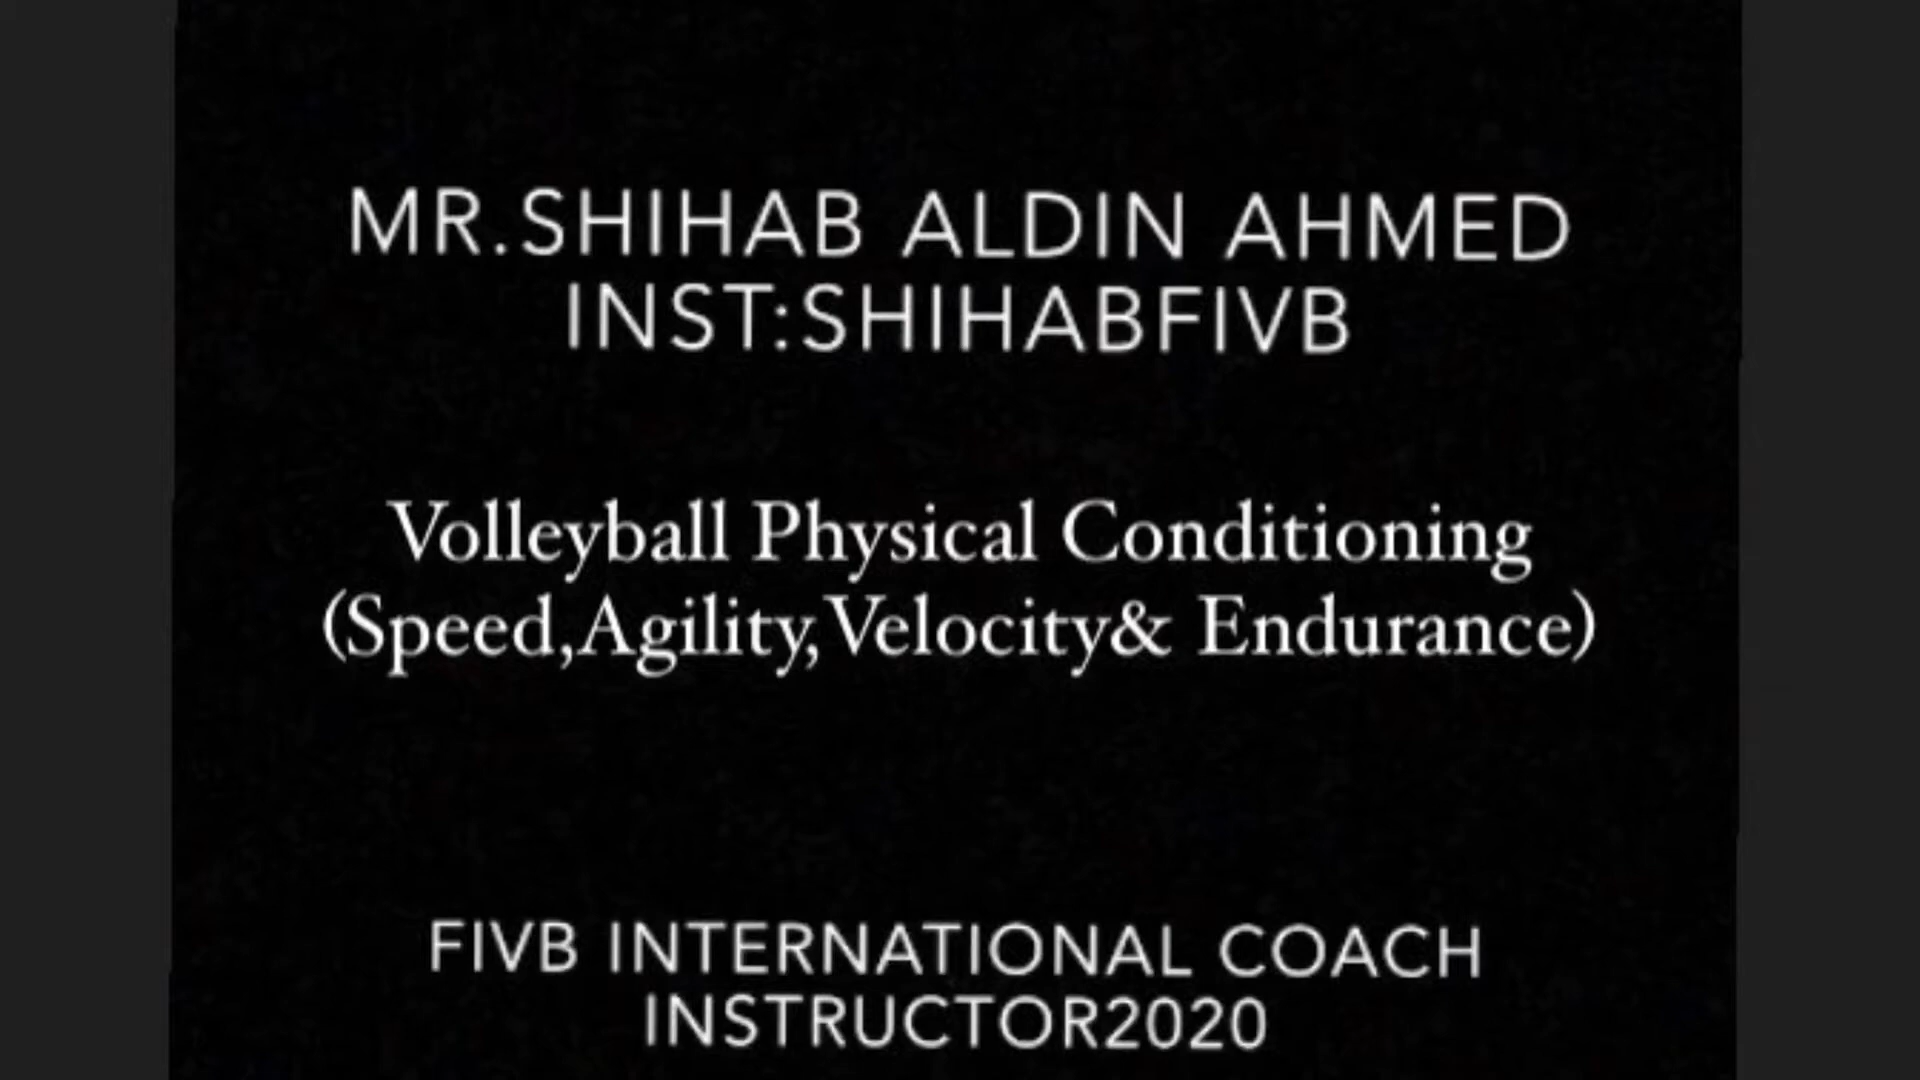 MR.SHIHAB ALDIN AHMED
INST:SHIHABFIVB
Volleyball Physical Conditioning
(Speed,Agility,Velocity& Endurance)
FIVB INTERNATIONAL COACH
INSTRUCTOR2020